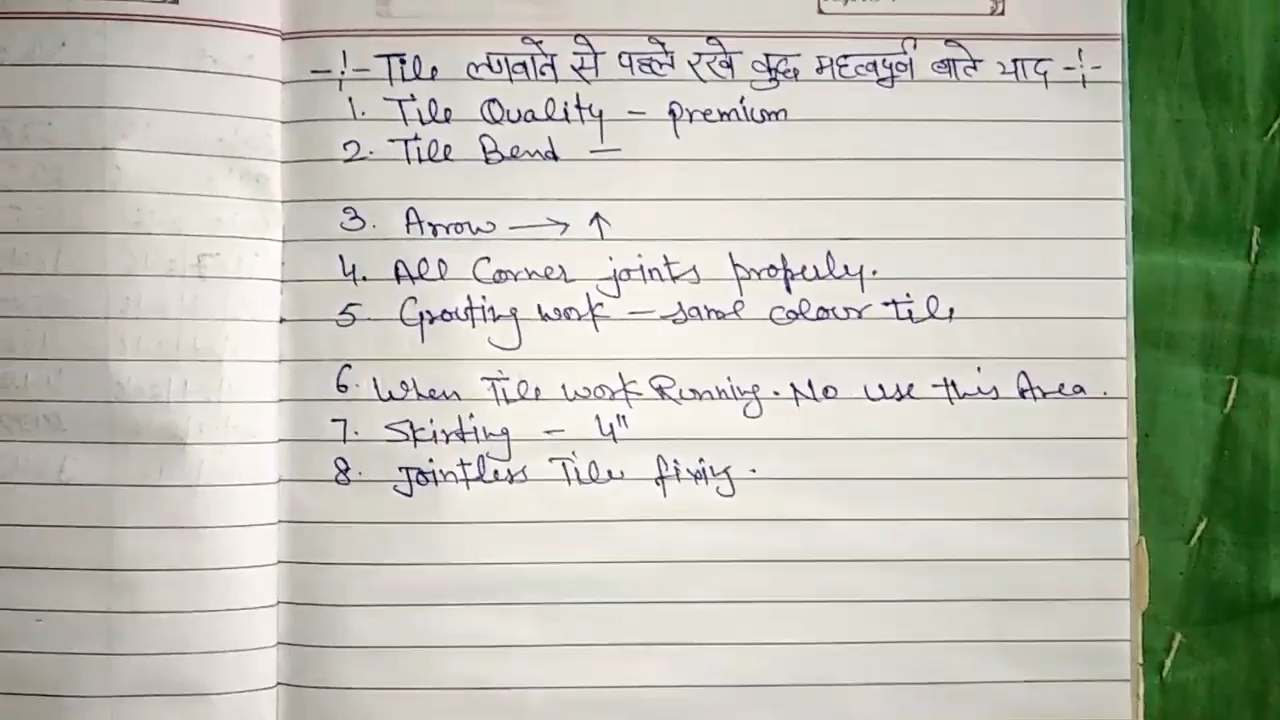 -:- Tile लगवाने से पहले रखे कुछ महत्वपूर्ण बाते याद -:-
1. Tile Quality - premium
2. Tile Bend -
3. Arrow → ↑
4. All Corner joints properly.
5. Grouting work - same colour tile
6. When Tile work Running. No use this Area.
7. Skirting - 4"
8. Jointless Tile fixing.